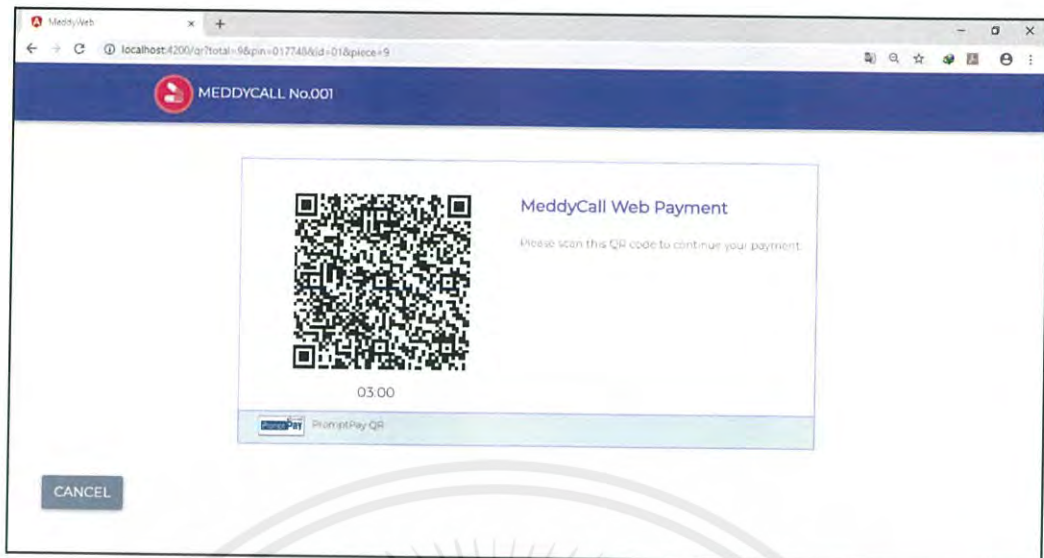 MeddyWeb
localhost:4200/qr?total=9&pin=017748&id=01&piece=9
MEDDYCALL No.001
MeddyCall Web Payment
Please scan this QR code to continue your payment.
03:00
PromptPay
PromptPay QR
CANCEL